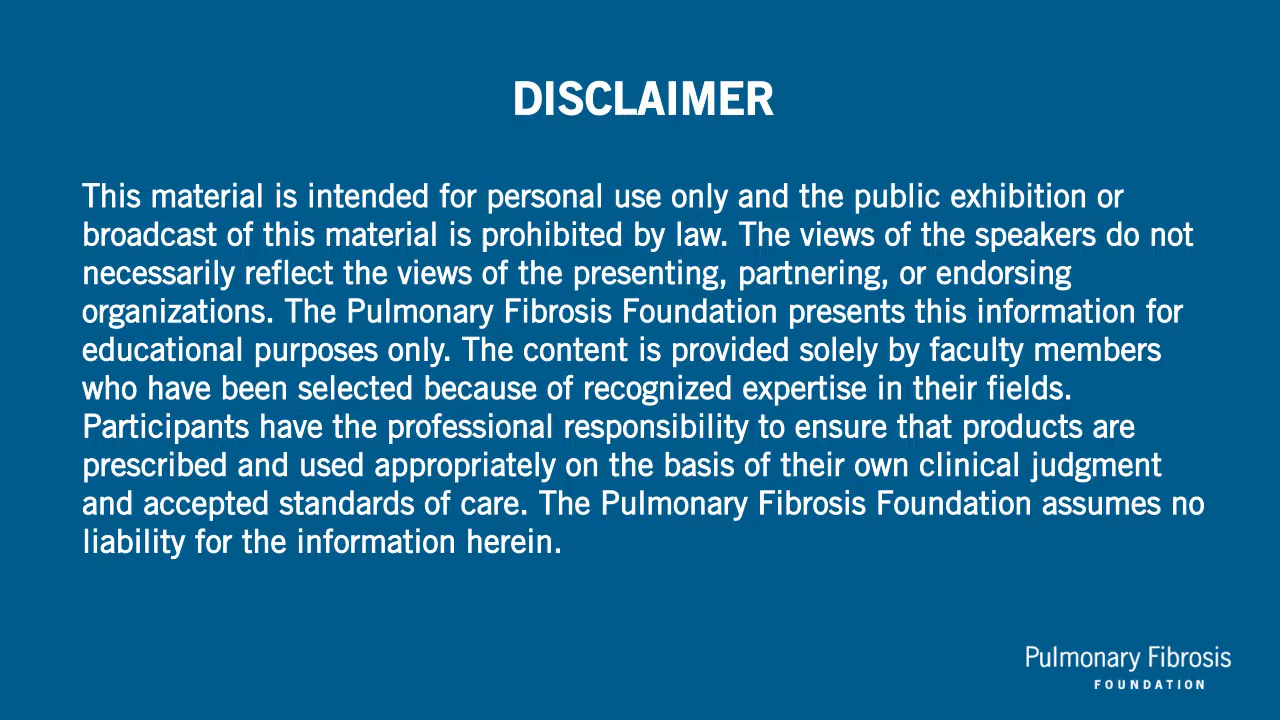 DISCLAIMER
This material is intended for personal use only and the public exhibition or
broadcast of this material is prohibited by law. The views of the speakers do not
necessarily reflect the views of the presenting, partnering, or endorsing
organizations. The Pulmonary Fibrosis Foundation presents this information for
educational purposes only. The content is provided solely by faculty members
who have been selected because of recognized expertise in their fields.
Participants have the professional responsibility to ensure that products are
prescribed and used appropriately on the basis of their own clinical judgment
and accepted standards of care. The Pulmonary Fibrosis Foundation assumes no
liability for the information herein.
Pulmonary Fibrosis
FOUNDATION